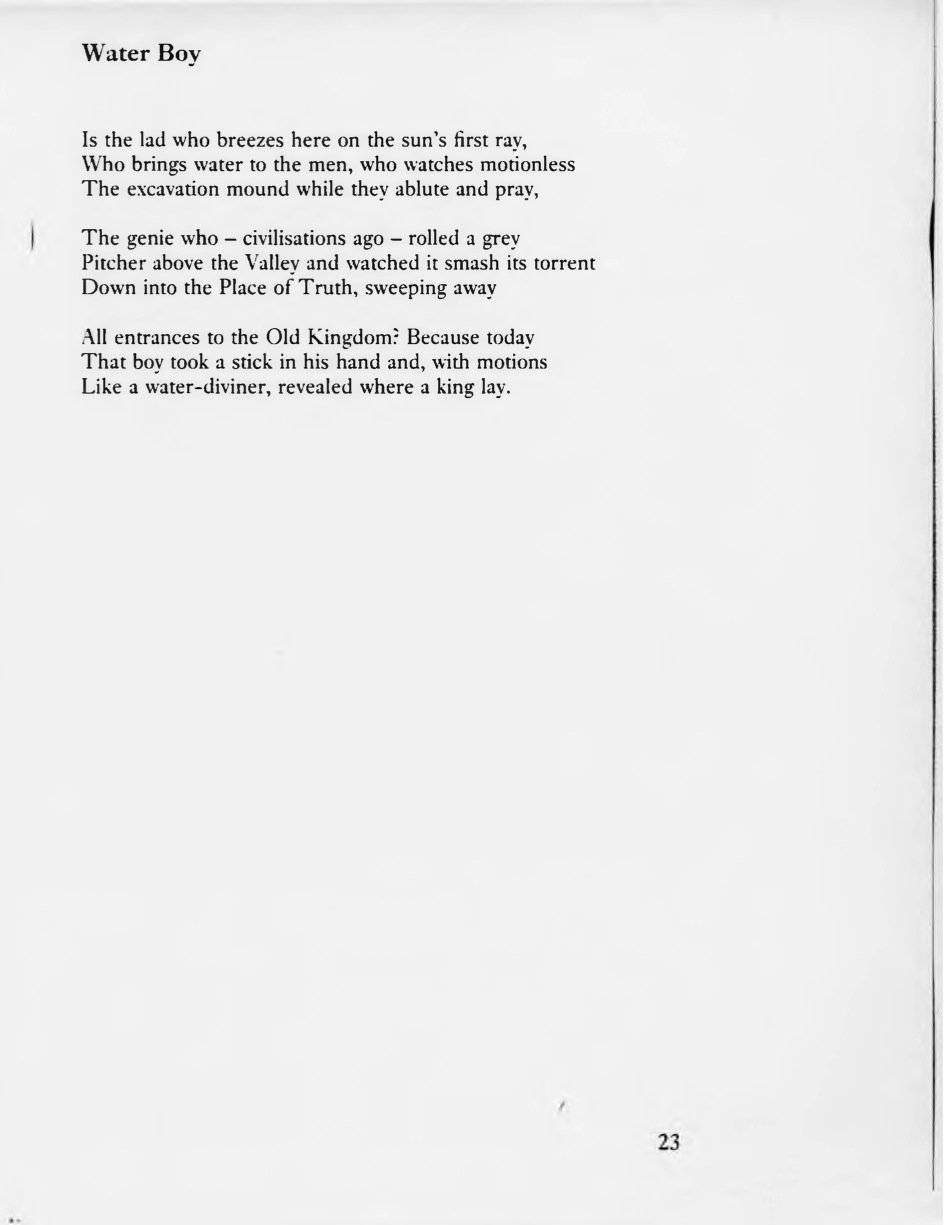 Water Boy
Is the lad who breezes here on the sun's first ray,
Who brings water to the men, who watches motionless
The excavation mound while they ablute and pray,
The genie who – civilisations ago – rolled a grey
Pitcher above the Valley and watched it smash its torrent
Down into the Place of Truth, sweeping away
All entrances to the Old Kingdom? Because today
That boy took a stick in his hand and, with motions
Like a water-diviner, revealed where a king lay.
23